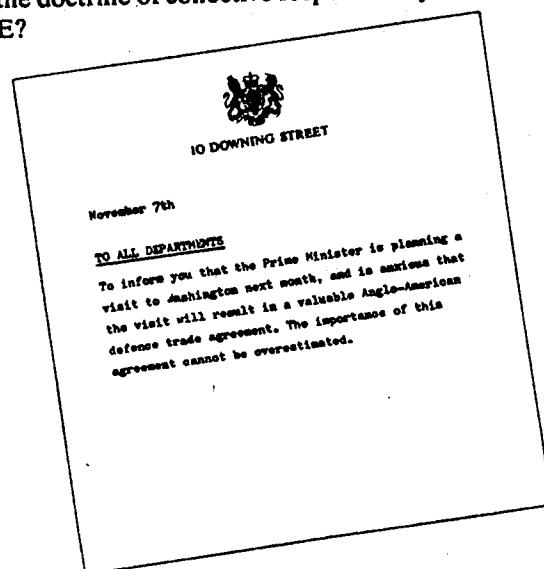 the doctrine of collective
E?
10 DOWNING STREET
November 7th
TO ALL DEPARTMENTS
To inform you that the Prime Minister is planning a
visit to Washington next month, and is anxious that
the visit will result in a valuable Anglo-American
defence trade agreement. The importance of this
agreement cannot be overestimated.